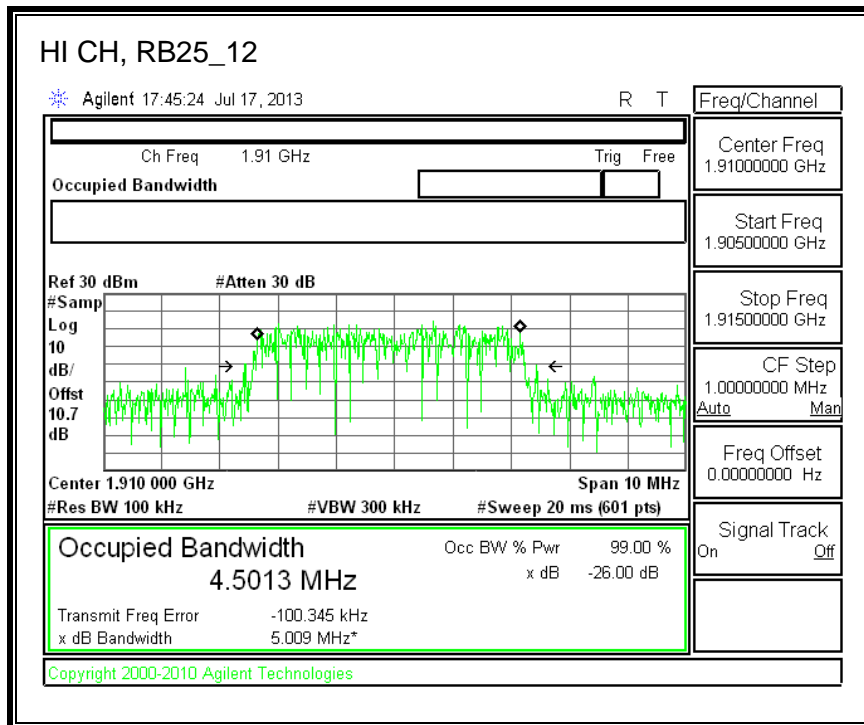 HI CH, RB25_12
Agilent 17:45:24 Jul 17, 2013 R T
Freq/Channel
Ch Freq 1.91 GHz Trig Free
Occupied Bandwidth
Center Freq
1.91000000 GHz
Start Freq
1.90500000 GHz
Stop Freq
1.91500000 GHz
CF Step
1.00000000 MHz
Auto Man
Freq Offset
0.00000000 Hz
Signal Track
On Off
Ref 30 dBm #Atten 30 dB
#Samp
Log
10
dB/
Offst
10.7
dB
Center 1.910 000 GHz Span 10 MHz
#Res BW 100 kHz #VBW 300 kHz #Sweep 20 ms (601 pts)
Occupied Bandwidth Occ BW % Pwr 99.00 %
4.5013 MHz x dB -26.00 dB
Transmit Freq Error -100.345 kHz
x dB Bandwidth 5.009 MHz*
Copyright 2000-2010 Agilent Technologies